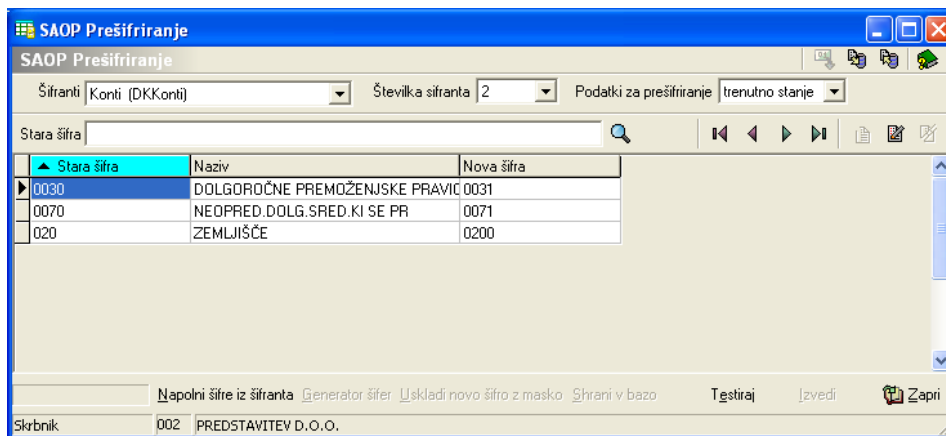 SAOP Prešifriranje
SAOP Prešifriranje
Šifranti Konti (DKKonti) Številka sifranta 2 Podatki za prešifriranje trenutno stanje
Stara šifra
Stara šifra Naziv Nova šifra
0030 DOLGOROČNE PREMOŽENJSKE PRAVIC 0031
0070 NEOPRED.DOLG.SRED.KI SE PR 0071
020 ZEMLJIŠČE 0200
Napolni šifre iz šifranta Generator šifer Uskladi novo šifro z masko Shrani v bazo Testiraj Izvedi Zapri
Skrbnik 002 PREDSTAVITEV D.O.O.